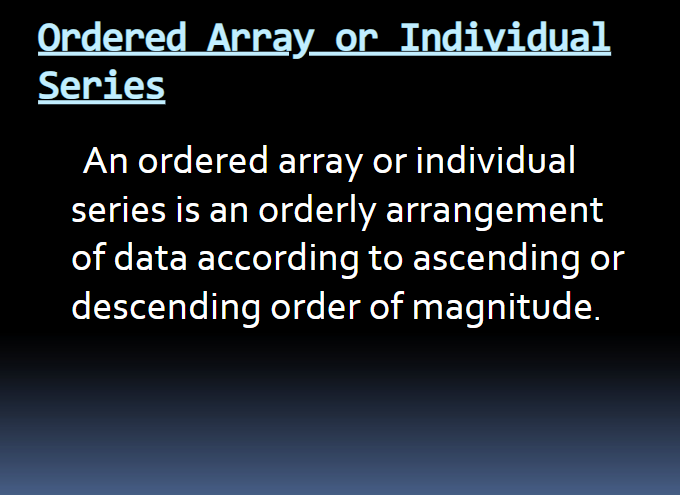 Ordered Array or Individual
Series
An ordered array or individual
series is an orderly arrangement
of data according to ascending or
descending order of magnitude.